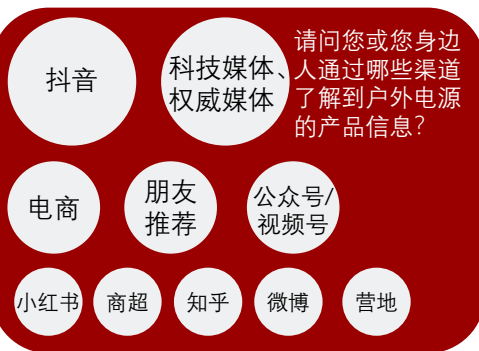 抖音
科技媒体、
权威媒体
请问您或您身边
人通过哪些渠道
了解到户外电源
的产品信息?
电商
朋友
推荐
公众号/
视频号
小红书
商超
知乎
微博
营地